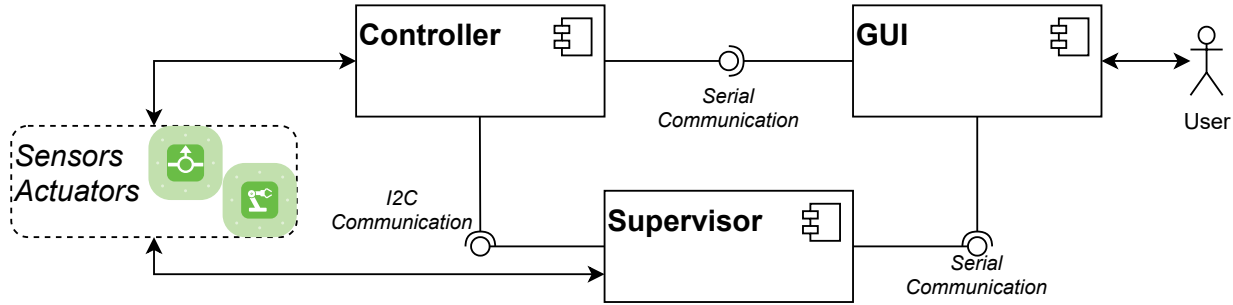 Controller
GUI
Serial
Communication
User
Sensors
Actuators
I2C
Communication
Supervisor
Serial
Communication